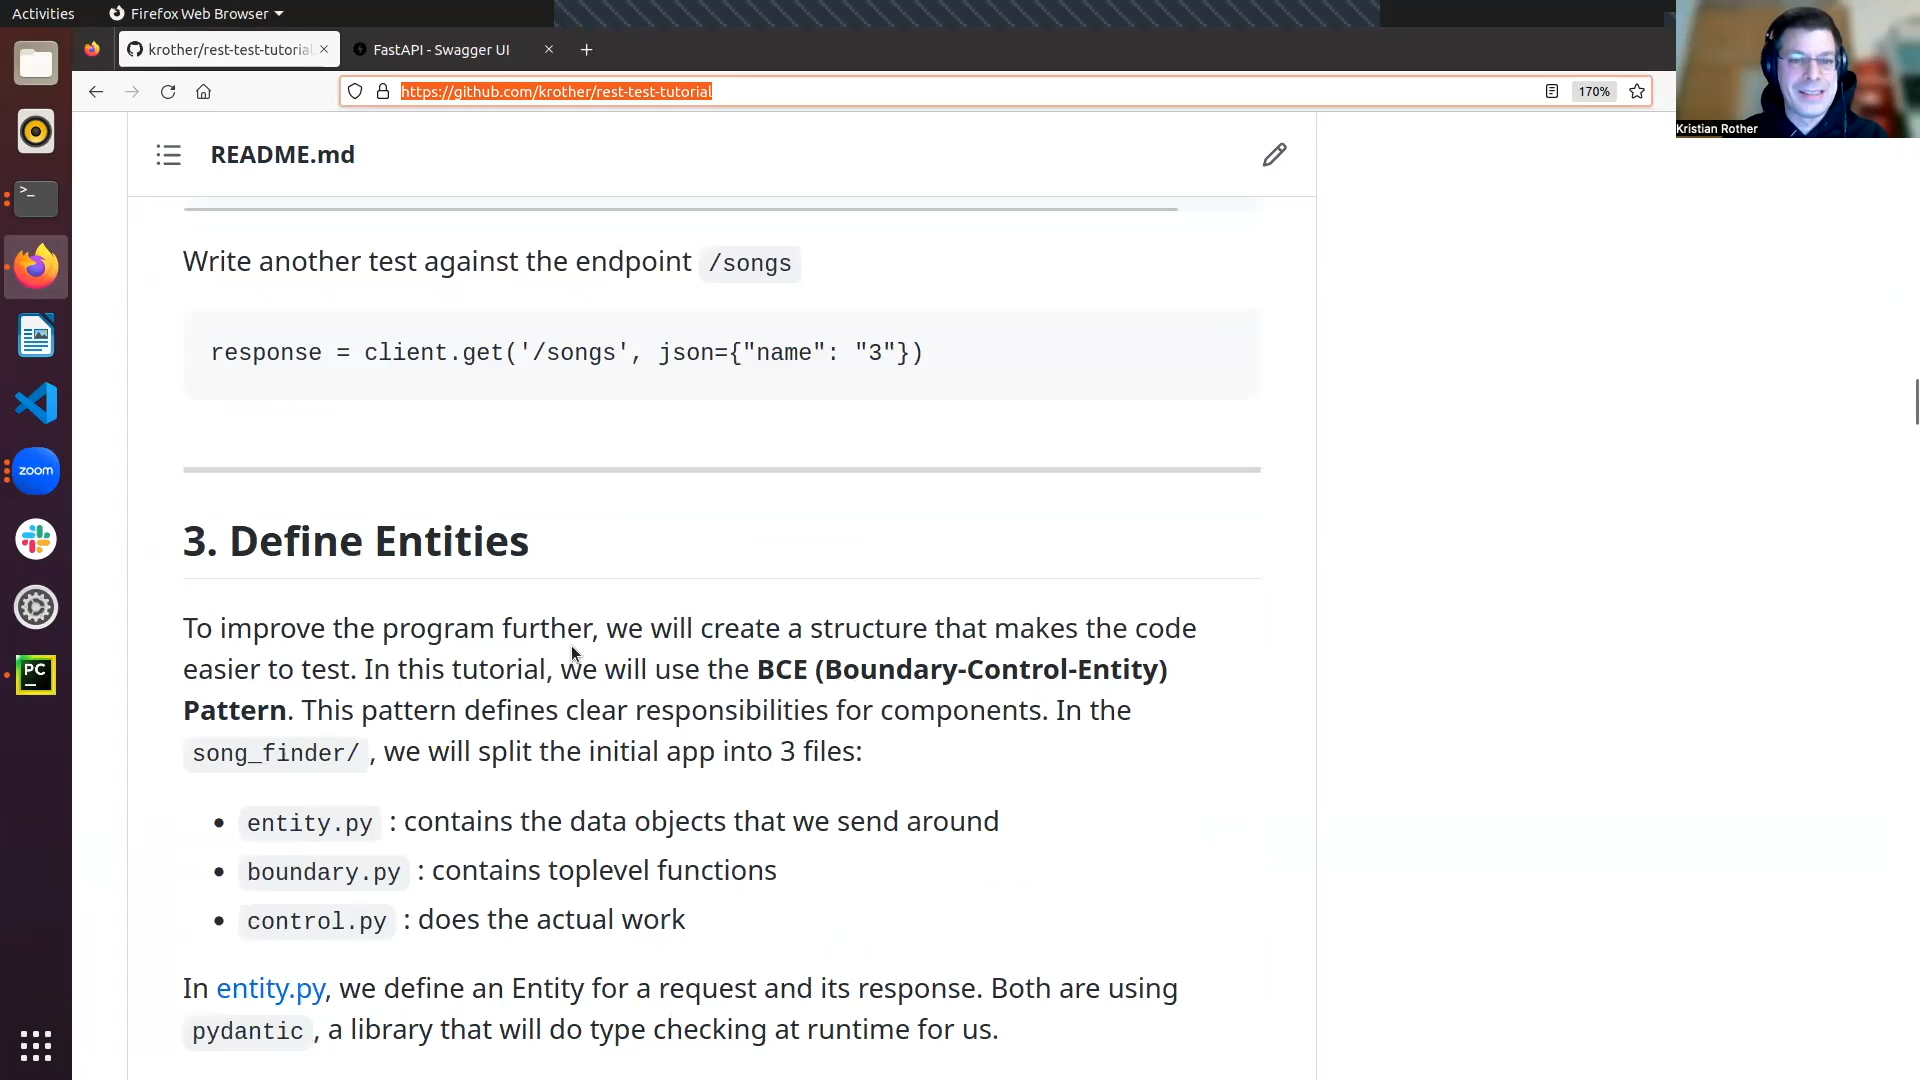 Activities
Firefox Web Browser
krother/rest-test-tutoria
FastAPI - Swagger UI
https://github.com/krother/rest-test-tutorial
170%
Kristian Rother
README.md
Write another test against the endpoint /songs
response = client.get('/songs', json={"name": "3"})
3. Define Entities
To improve the program further, we will create a structure that makes the code
easier to test. In this tutorial, we will use the BCE (Boundary-Control-Entity)
Pattern. This pattern defines clear responsibilities for components. In the
song_finder/ , we will split the initial app into 3 files:
• entity.py : contains the data objects that we send around
• boundary.py : contains toplevel functions
• control.py : does the actual work
In entity.py, we define an Entity for a request and its response. Both are using
pydantic , a library that will do type checking at runtime for us.
>_
zoom
PC